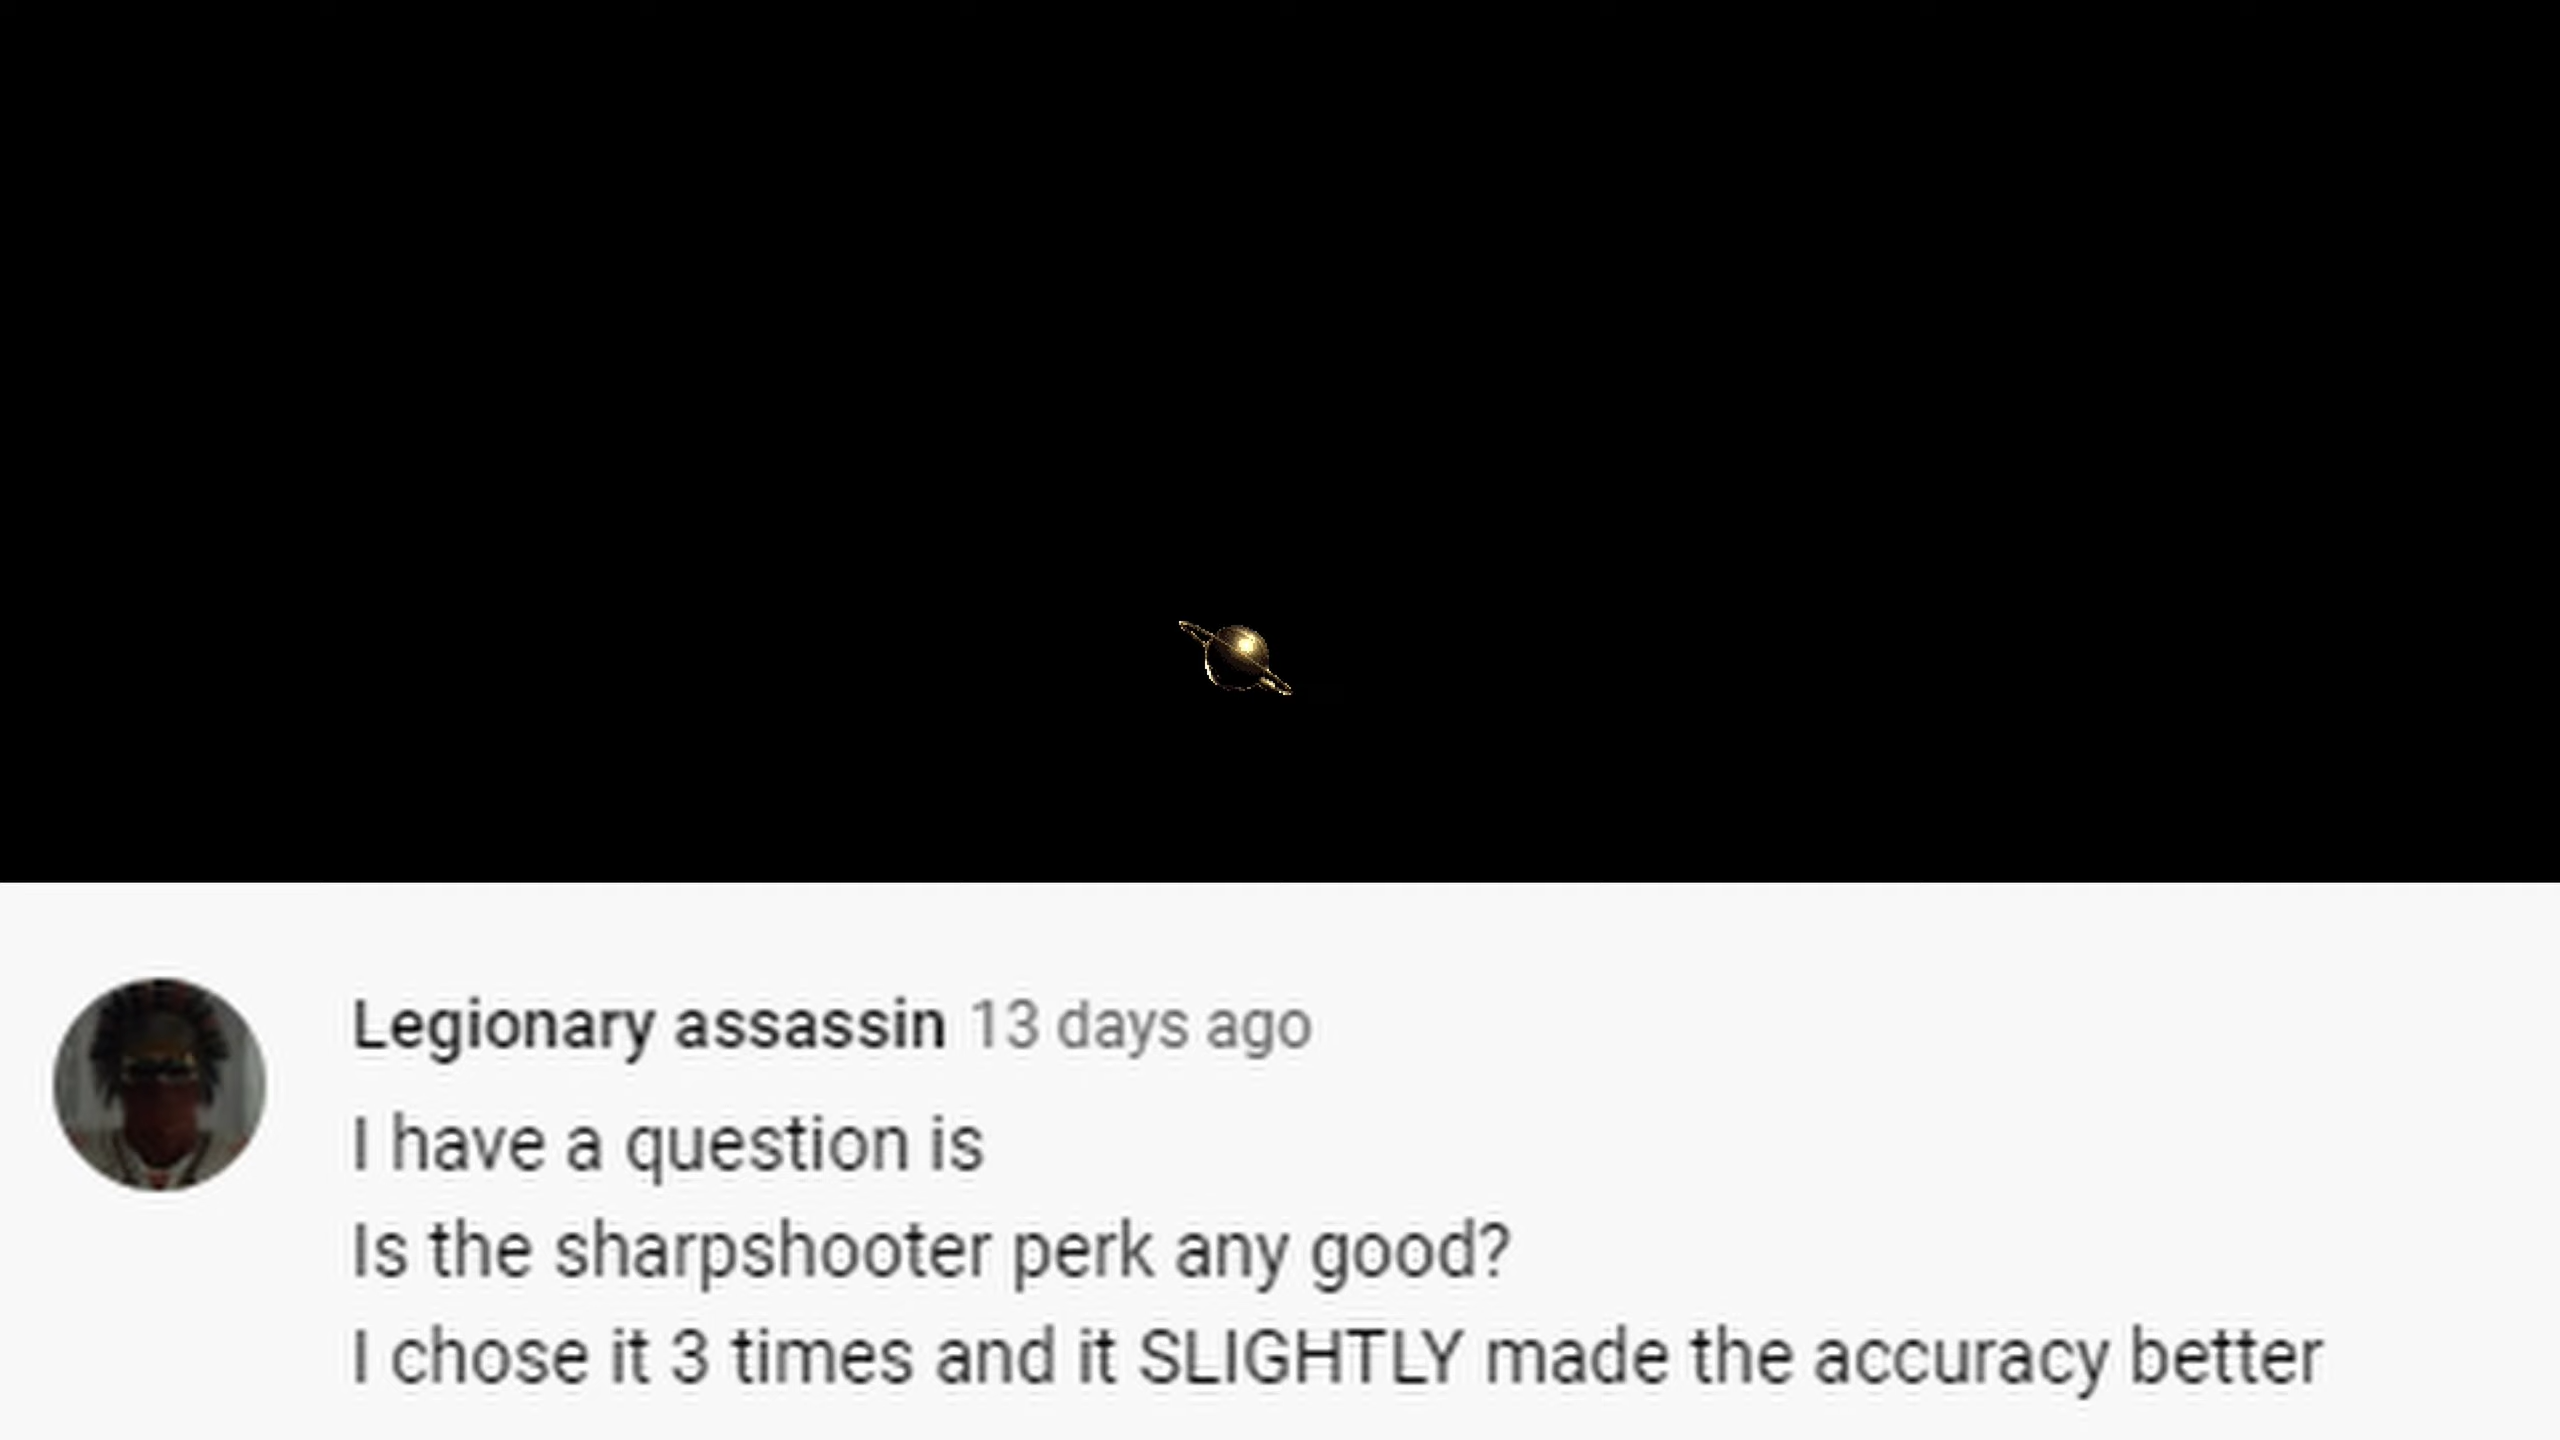 Legionary assassin 13 days ago
I have a question is
Is the sharpshooter perk any good?
I chose it 3 times and it SLIGHTLY made the accuracy better